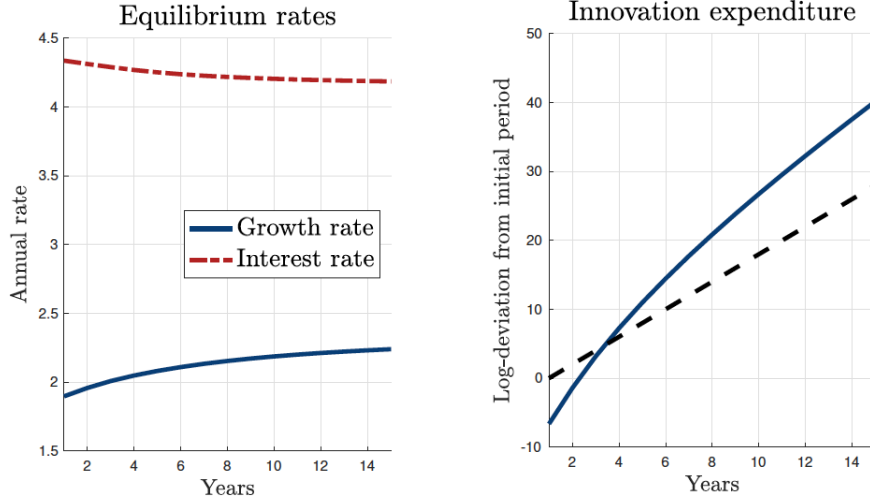 Equilibrium rates
Annual rate
4.5
4
3.5
3
2.5
2
1.5
Growth rate
Interest rate
2 4 6 8 10 12 14
Years
Innovation expenditure
Log-deviation from initial period
50
40
30
20
10
0
-10
2 4 6 8 10 12 14
Years